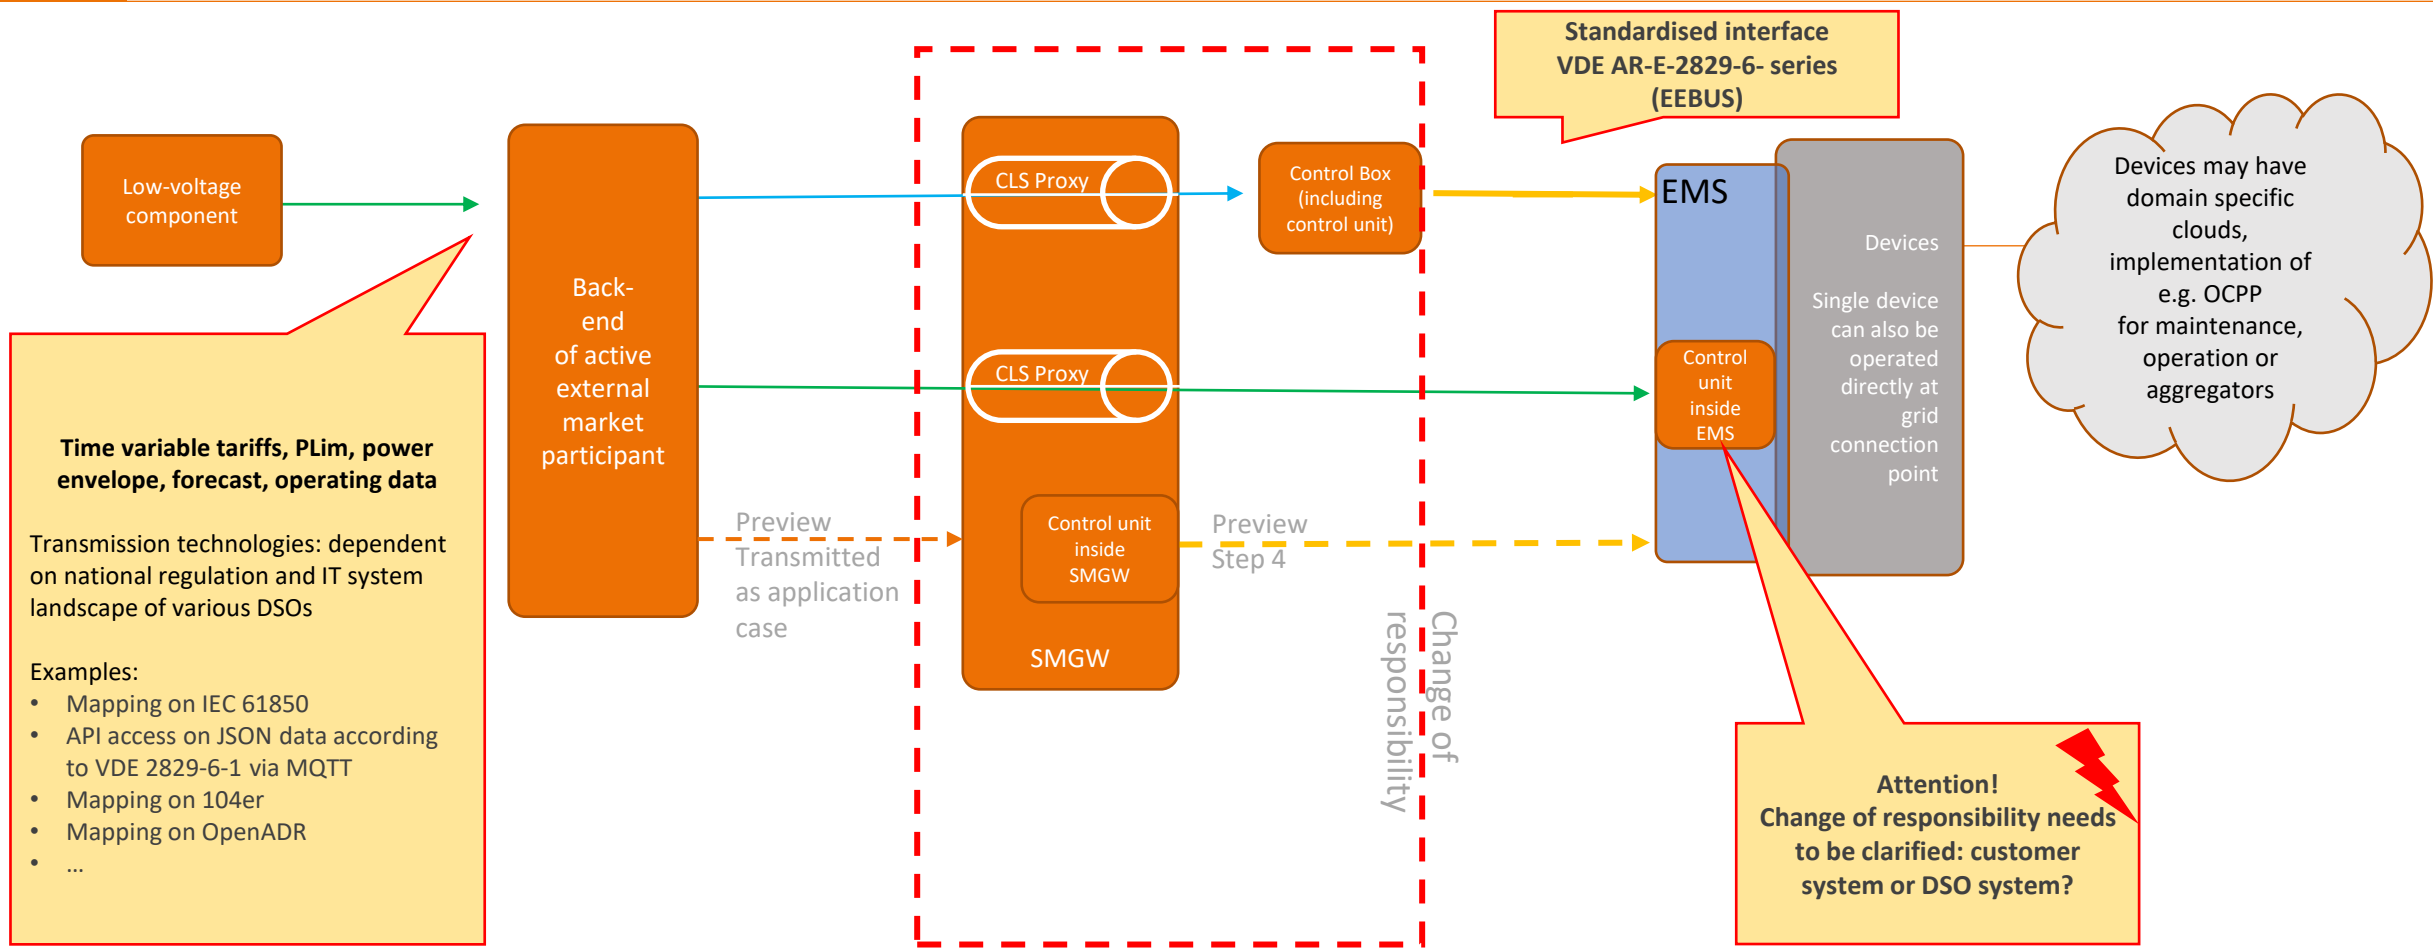 Standardised interface
VDE AR-E-2829-6- series
(EEBUS)
Low-voltage
component
Back-
end
of active
external
market
participant
CLS Proxy
CLS Proxy
Control Box
(including
control unit)
EMS
Devices
Single device
can also be
operated
directly at
grid
connection
point
Devices may have
domain specific
clouds,
implementation of
e.g. OCPP
for maintenance,
operation or
aggregators
Control
unit
inside
EMS
Time variable tariffs, PLim, power
envelope, forecast, operating data
Transmission technologies: dependent
on national regulation and IT system
landscape of various DSOs
Examples:
• Mapping on IEC 61850
• API access on JSON data according
to VDE 2829-6-1 via MQTT
• Mapping on 104er
• Mapping on OpenADR
• ...
Preview
Transmitted
as application
case
Control unit
inside
SMGW
SMGW
Preview
Step 4
Change of
responsibility
Attention!
Change of responsibility needs
to be clarified: customer
system or DSO system?